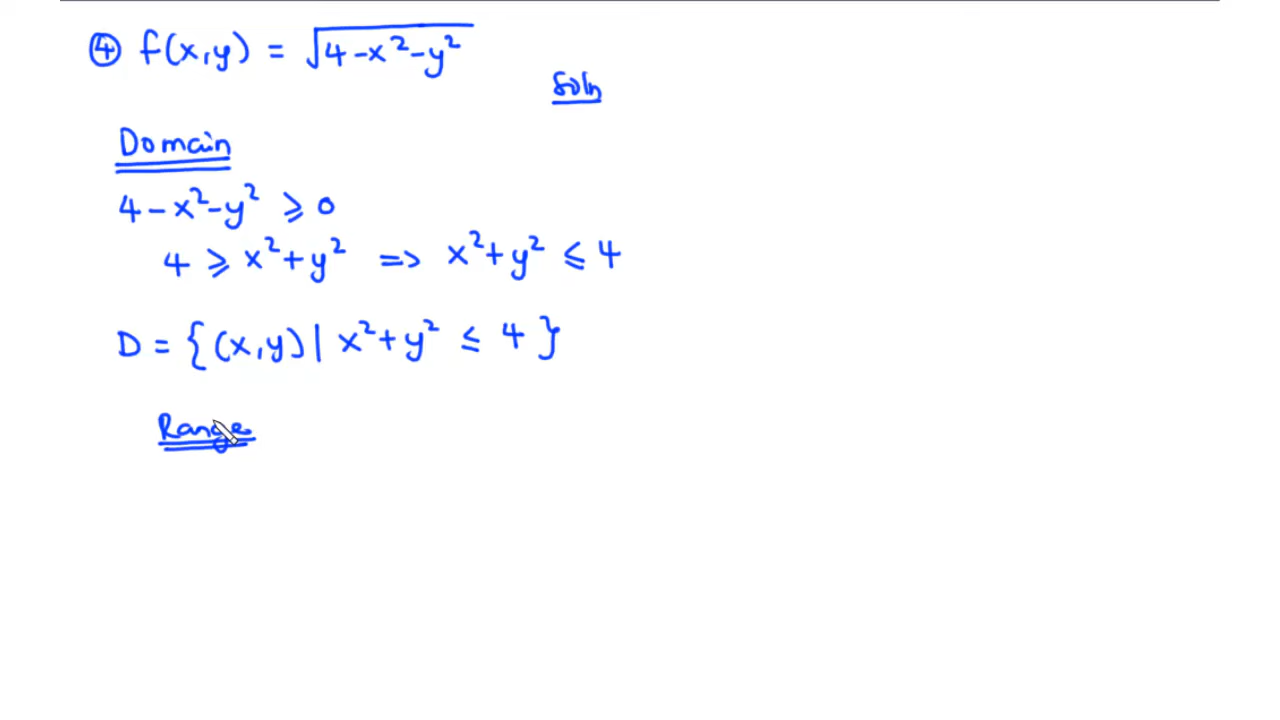 ④ f(x,y) = √4-x²-y²
Soln
Domain
4-x²-y² ⩾ 0
4 ⩾ x²+y² => x²+y² ≤ 4
D = {(x,y)| x²+y² ≤ 4}
Range